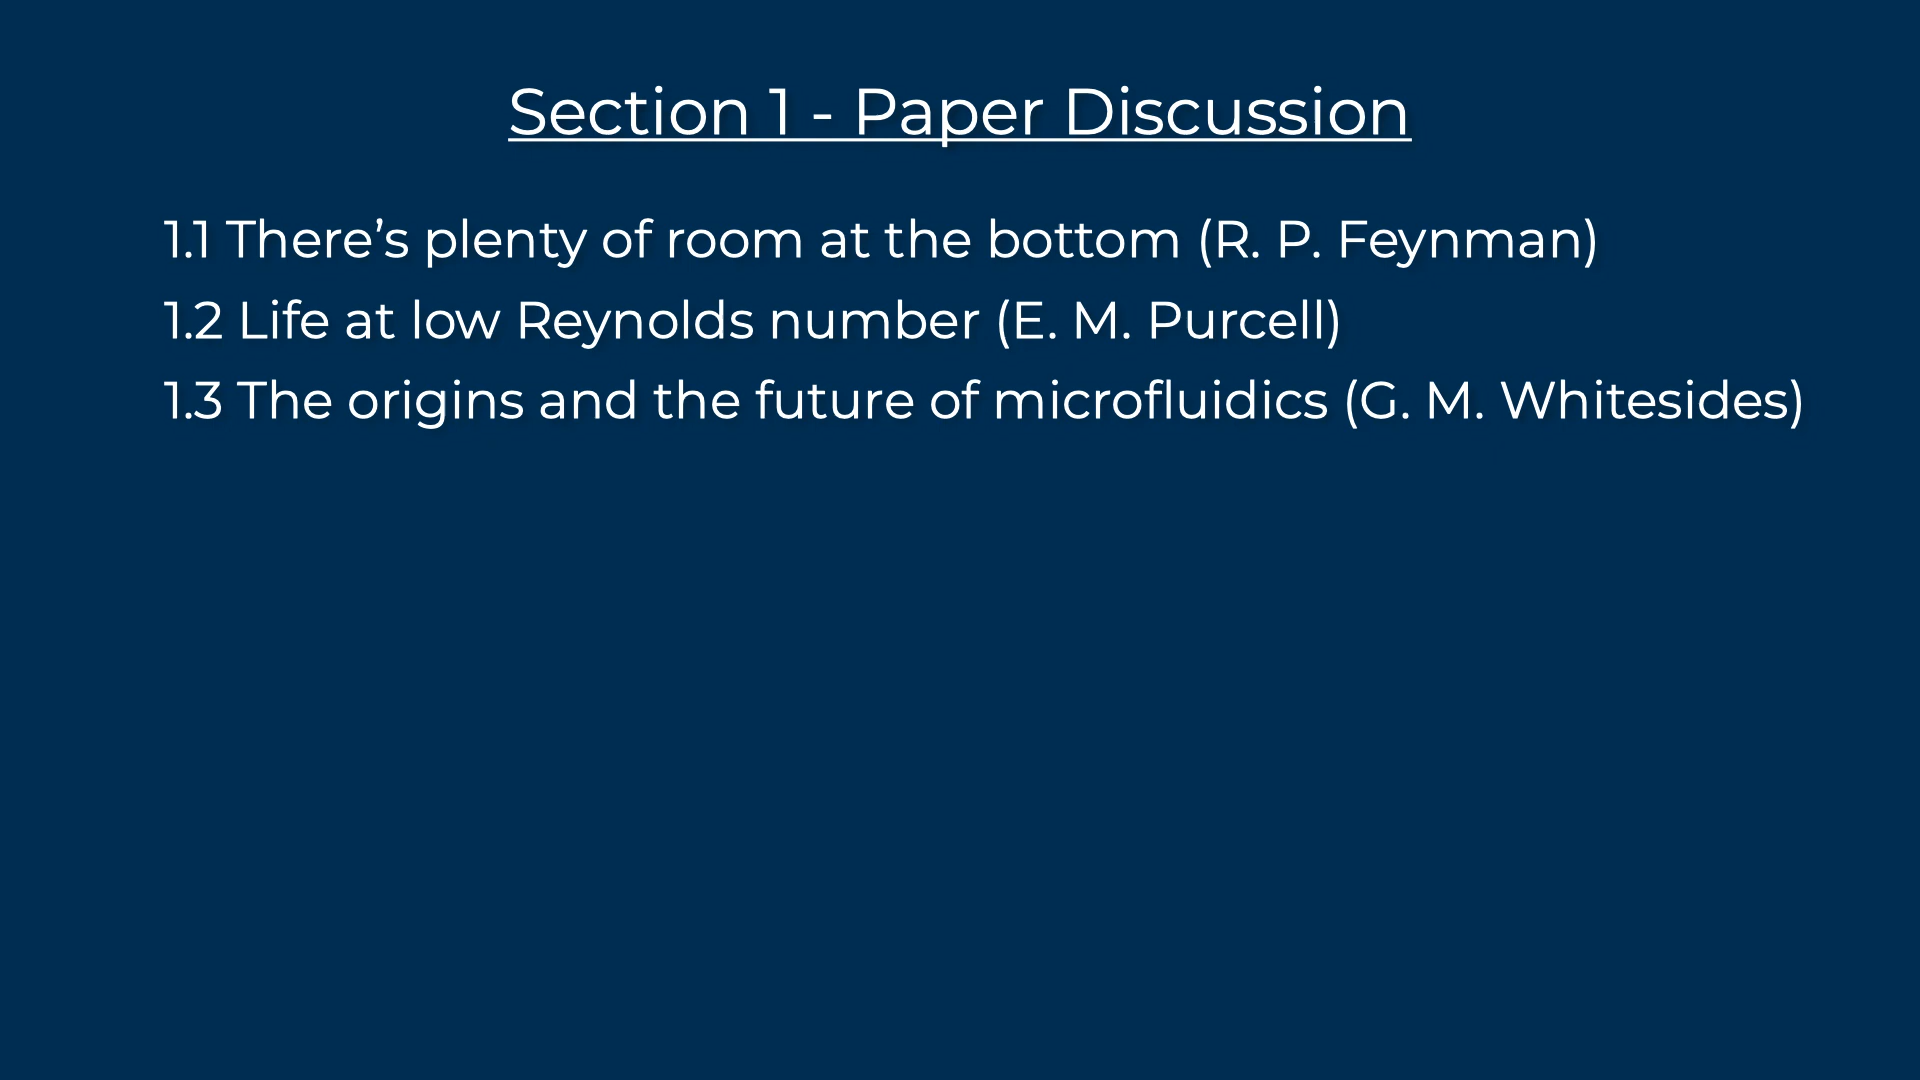 Section 1 - Paper Discussion
1.1 There’s plenty of room at the bottom (R. P. Feynman)
1.2 Life at low Reynolds number (E. M. Purcell)
1.3 The origins and the future of microfluidics (G. M. Whitesides)